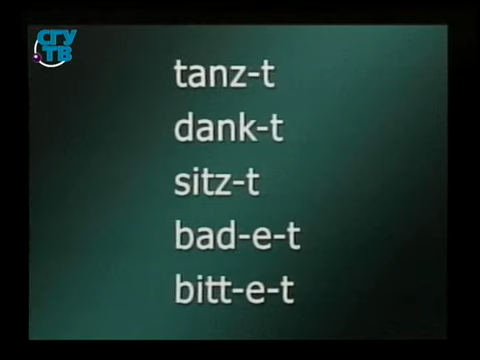 СГУ
ТВ
tanz-t
dank-t
sitz-t
bad-e-t
bitt-e-t